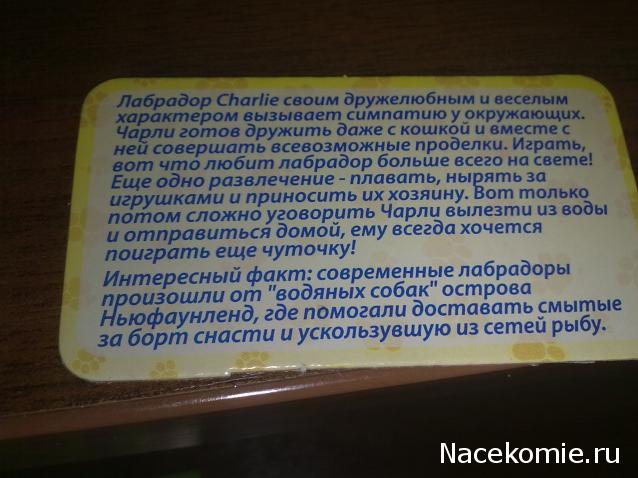 Лабрадор Charlie своим дружелюбным и веселым
характером вызывает симпатию у окружающих.
Чарли готов дружить даже с кошкой и вместе с
ней совершать всевозможные проделки. Играть,
вот что любит лабрадор больше всего на свете!
Еще одно развлечение - плавать, нырять за
игрушками и приносить их хозяину. Вот только
потом сложно уговорить Чарли вылезти из воды
и отправиться домой, ему всегда хочется
поиграть еще чуточку!
Интересный факт: современные лабрадоры
произошли от "водяных собак" острова
Ньюфаунленд, где помогали доставать смытые
за борт снасти и ускользувшую из сетей рыбу.
Nacekomie.ru